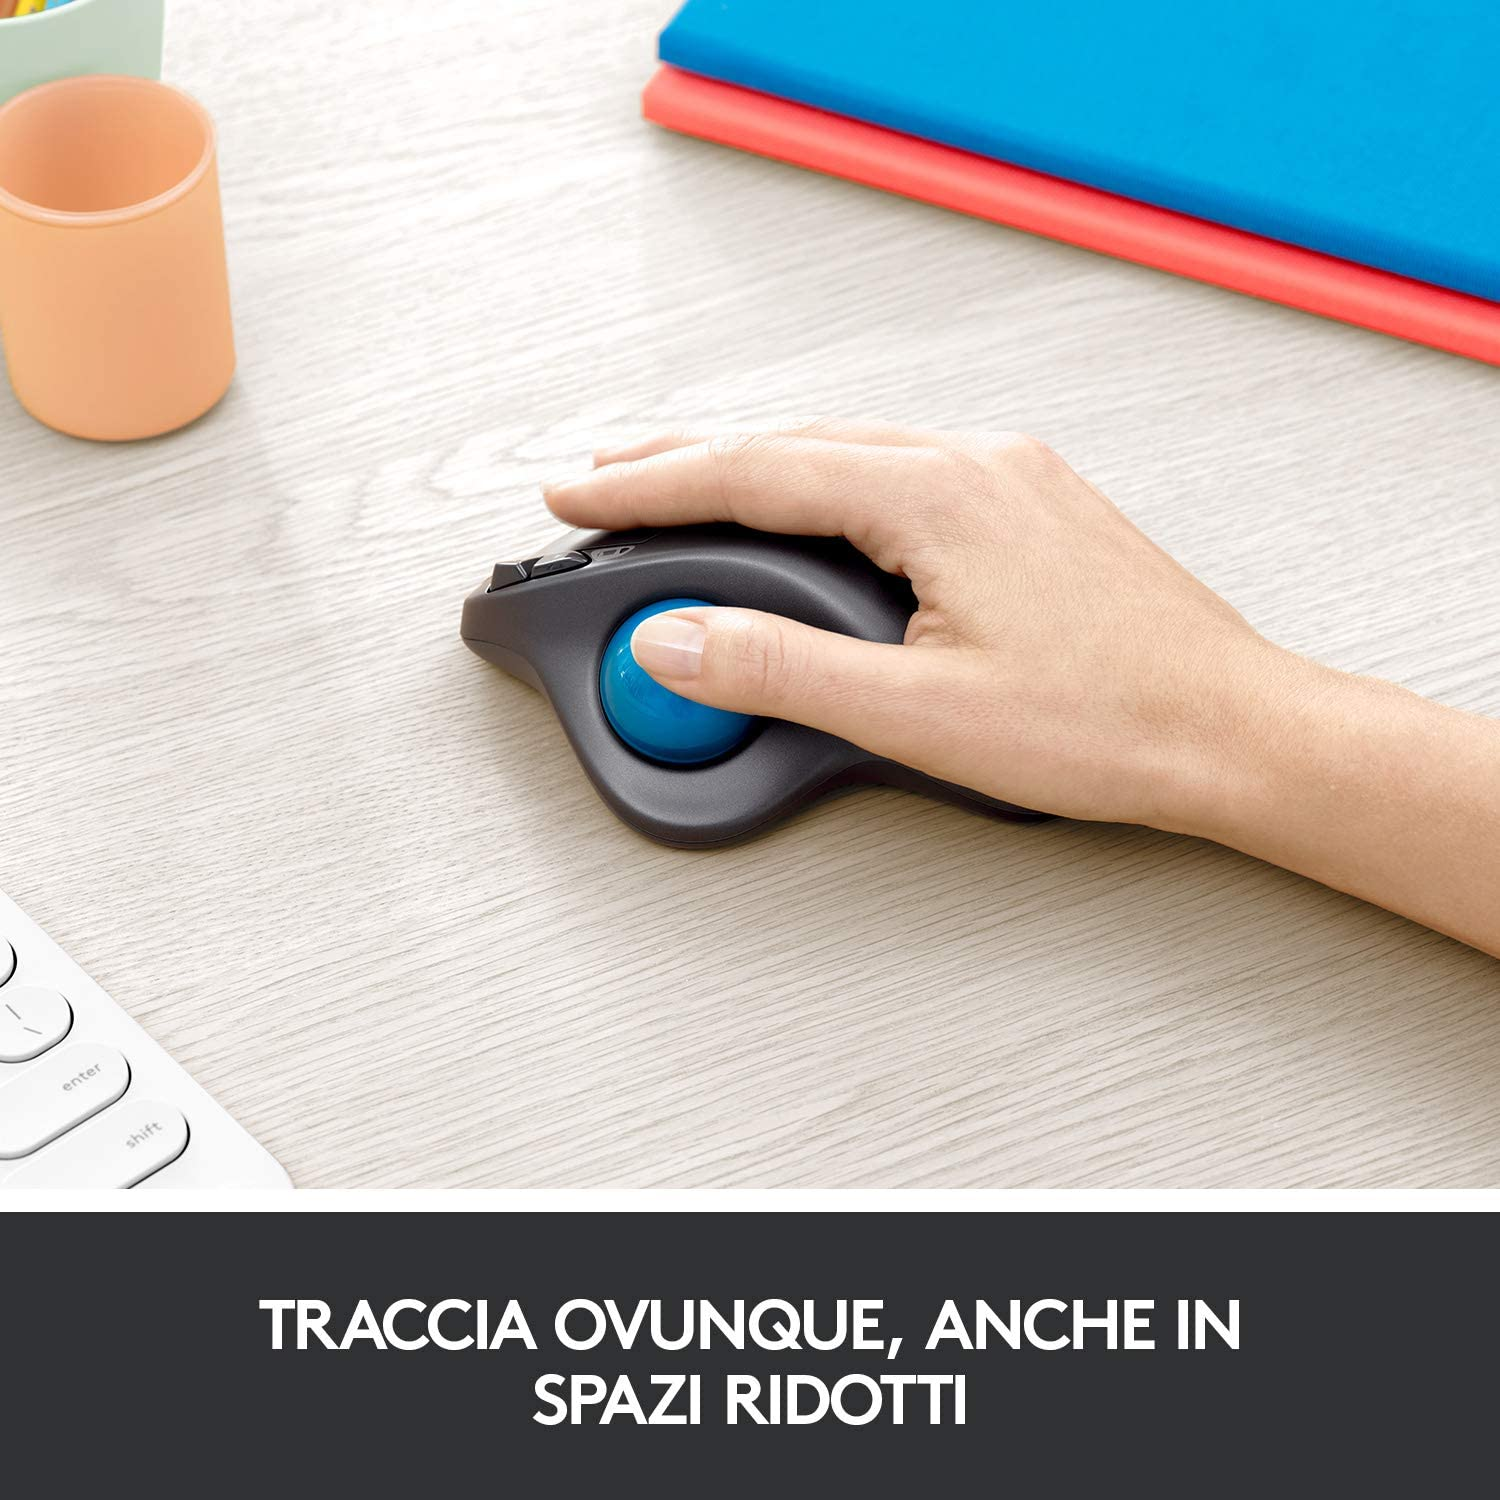 enter
shift
TRACCIA OVUNQUE, ANCHE IN
SPAZI RIDOTTI